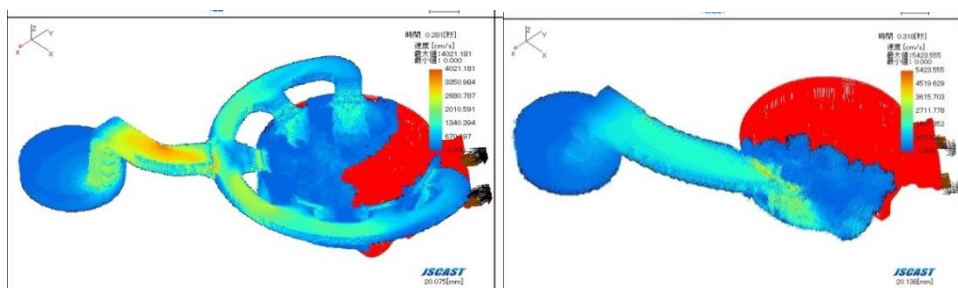 時間 0.281[秒]
速度 [cm/s]
最大値:4021.181
最小値:0.000
4021.181
3350.984
2680.787
2010.591
1340.394
Z
Y
X
JSCAST
20.075[mm]
時間 0.318[秒]
速度 [cm/s]
最大値:5423.555
最小値:0.000
5423.555
4519.629
3615.703
2711.778
Z
Y
X
JSCAST
20.138[mm]